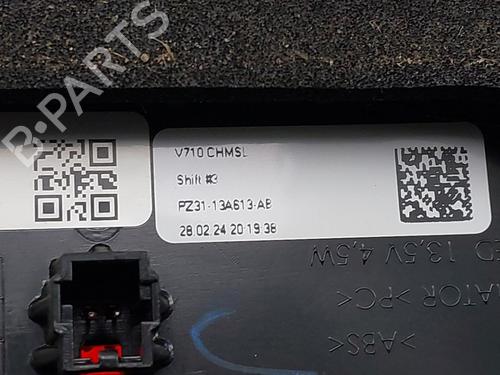 B-PARTS
V710 CHMSL
Shift #3
PZ31-13A613-AB
28.02.24 20:19:38
ED 13,5V 4,5W
>PC<
>ABS<